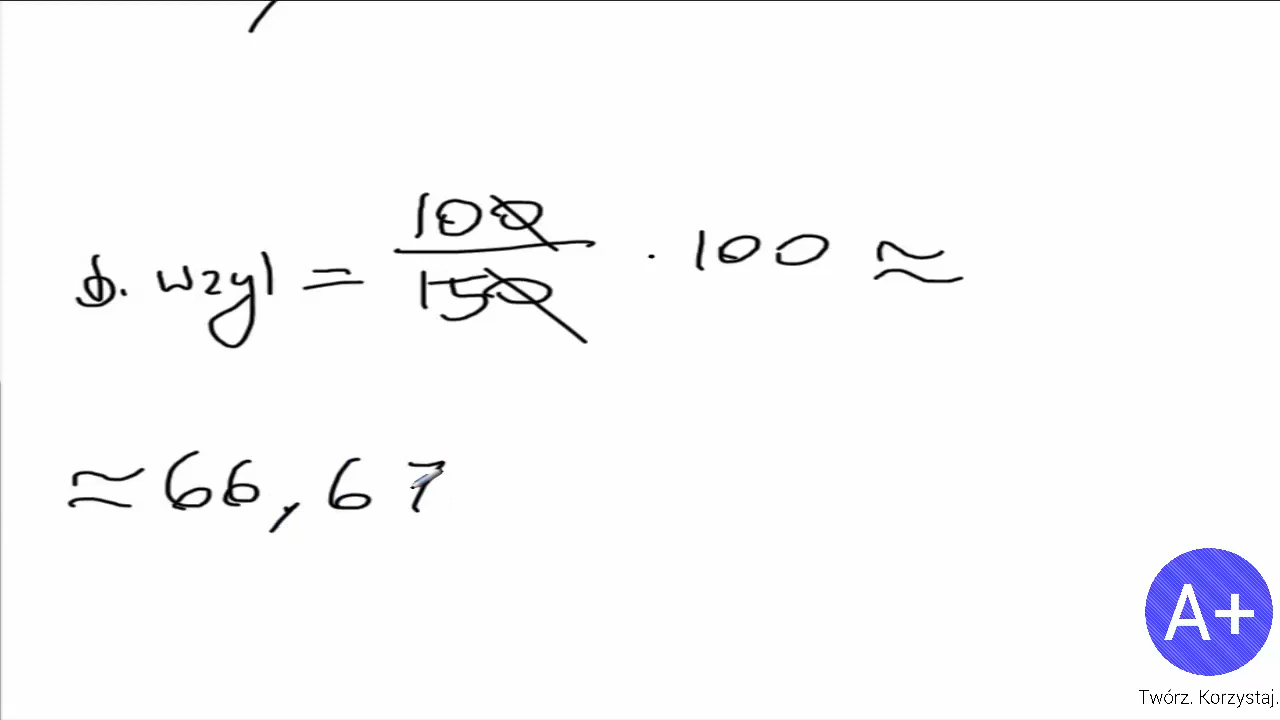 b. wzgl = 100/150 · 100 ≈
≈ 66,67
A+
Twórz. Korzystaj.